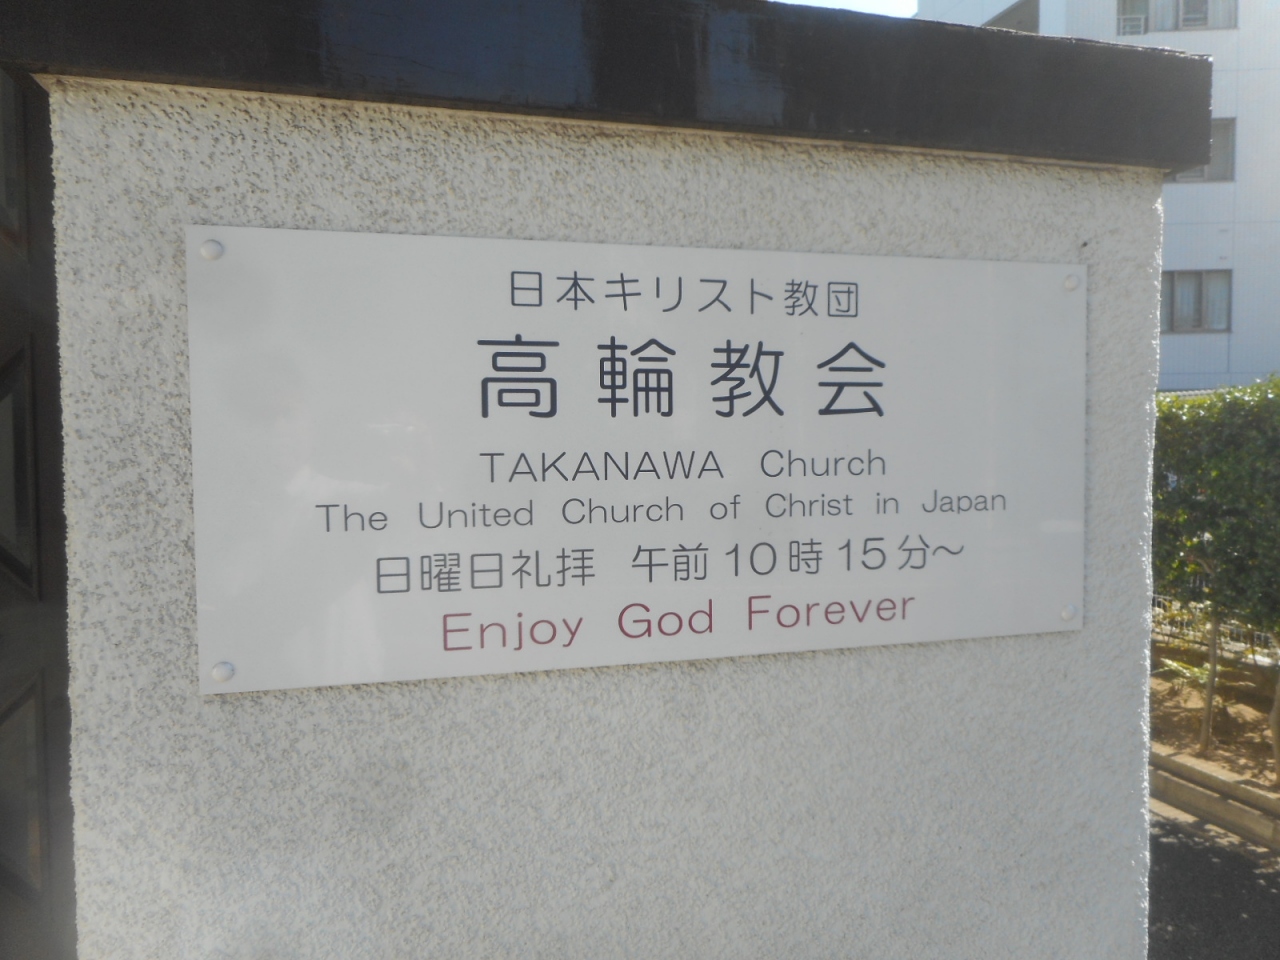 日本キリスト教団
高輪教会
TAKANAWA Church
The United Church of Christ in Japan
日曜日礼拝 午前10時15分～
Enjoy God Forever